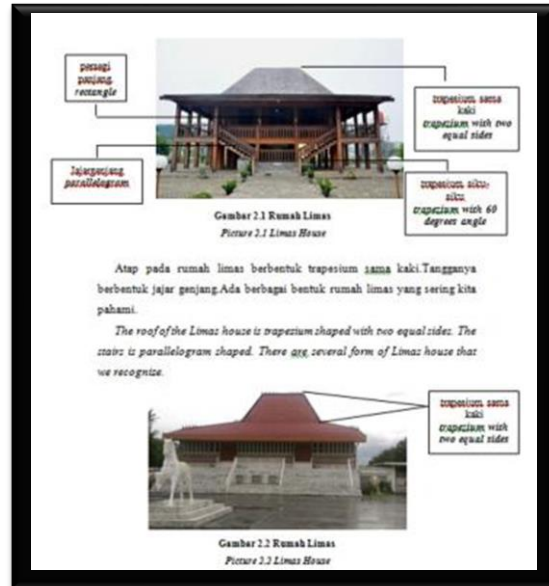 persegi
panjang
rectangle
trapesium sama
kaki
trapezium with two
equal sides
Jajargenjang
parallelogram
trapesium siku-
siku
trapezium with 60
degrees angle
Gambar 2.1 Rumah Limas
Picture 2.1 Limas House
Atap pada rumah limas berbentuk trapesium sama kaki.Tangganya
berbentuk jajar genjang.Ada berbagai bentuk rumah limas yang sering kita
pahami.
The roof of the Limas house is trapezium shaped with two equal sides. The
stairs is parallelogram shaped. There are several form of Limas house that
we recognize.
trapesium sama
kaki
trapezium with
two equal sides
Gambar 2.2 Rumah Limas
Picture 2.2 Limas House